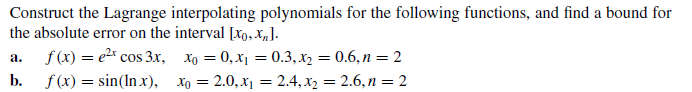 Construct the Lagrange interpolating polynomials for the following functions, and find a bound for
the absolute error on the interval [x₀, xₙ].
a. f(x) = e²ˣ cos 3x, x₀ = 0, x₁ = 0.3, x₂ = 0.6, n = 2
b. f(x) = sin(ln x), x₀ = 2.0, x₁ = 2.4, x₂ = 2.6, n = 2